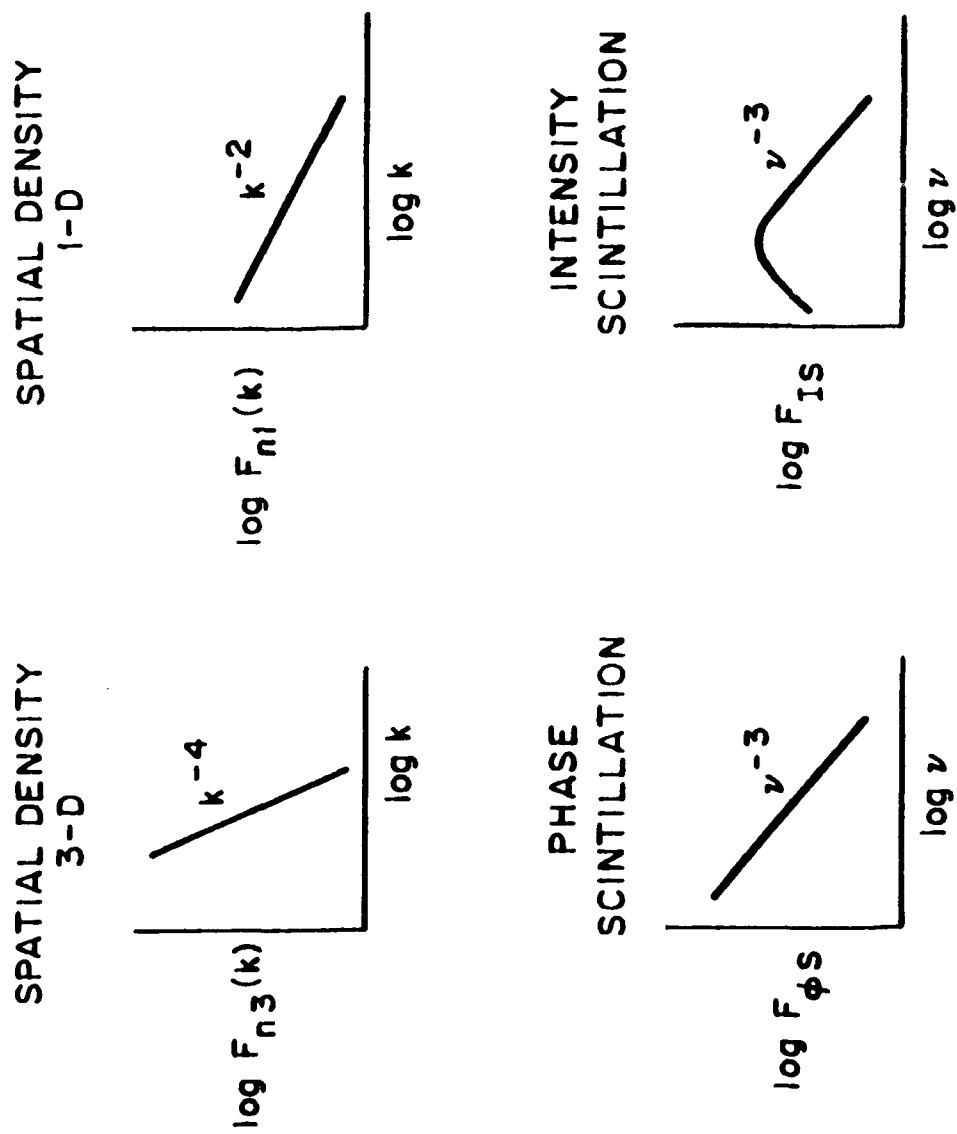 SPATIAL DENSITY
3-D
log F_n3(k)
k^-4
log k
SPATIAL DENSITY
1-D
log F_n1(k)
k^-2
log k
PHASE
SCINTILLATION
log F_ϕS
ν^-3
log ν
INTENSITY
SCINTILLATION
log F_IS
ν^-3
log ν